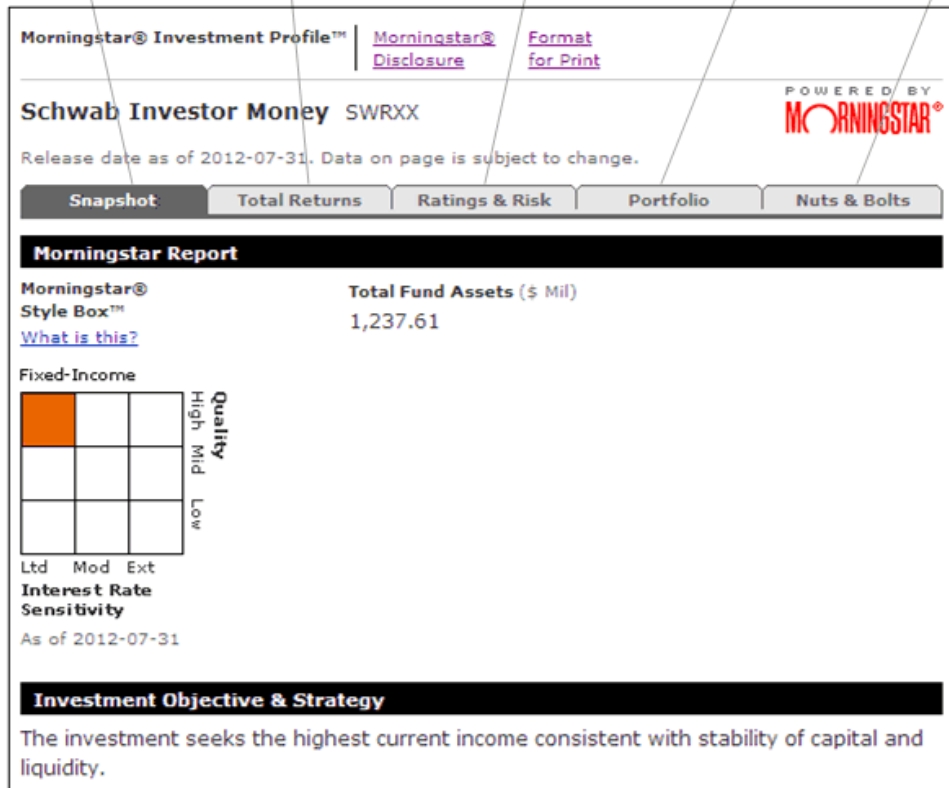 Morningstar® Investment Profile™
Morningstar®
Disclosure
Format
for Print
Schwab Investor Money SWRXX
POWERED BY
MORNINGSTAR®
Release date as of 2012-07-31. Data on page is subject to change.
Snapshot Total Returns Ratings & Risk Portfolio Nuts & Bolts
Morningstar Report
Morningstar®
Style Box™
What is this?
Total Fund Assets ($ Mil)
1,237.61
Fixed-Income
High Mid Low
Quality
Ltd Mod Ext
Interest Rate
Sensitivity
As of 2012-07-31
Investment Objective & Strategy
The investment seeks the highest current income consistent with stability of capital and
liquidity.